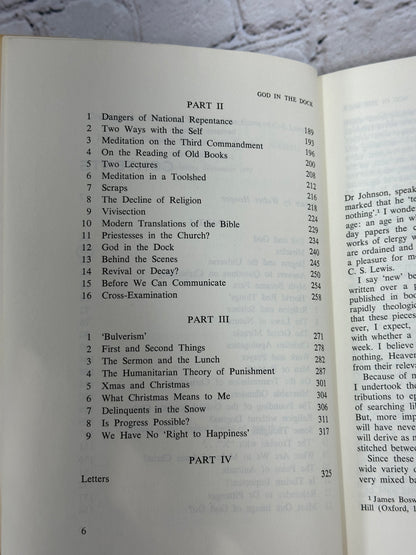 GOD IN THE DOCK
PART II
1 Dangers of National Repentance 189
2 Two Ways with the Self 193
3 Meditation on the Third Commandment 196
4 On the Reading of Old Books 200
5 Two Lectures 208
6 Meditation in a Toolshed 212
7 Scraps 216
8 The Decline of Religion 218
9 Vivisection 224
10 Modern Translations of the Bible 229
11 Priestesses in the Church? 234
12 God in the Dock 240
13 Behind the Scenes 245
14 Revival or Decay? 250
15 Before We Can Communicate 254
16 Cross-Examination 258
PART III
1 'Bulverism' 271
2 First and Second Things 278
3 The Sermon and the Lunch 282
4 The Humanitarian Theory of Punishment 287
5 Xmas and Christmas 301
6 What Christmas Means to Me 304
7 Delinquents in the Snow 306
8 Is Progress Possible? 311
9 We Have No 'Right to Happiness' 317
PART IV
Letters 325
6
Dr Johnson, speak
marked that he 'te
nothing'.¹ I wonde
age: an age in w
day papers the c
works of clergy w
are ordained and
a pleasure for me
C. S. Lewis.
I say 'new' be
written over a p
published in boo
rapidly theologic
that these pieces
ever, I expect,
with whether a
week. I believe
nothing, Heaven
from their releva
Because of n
I undertook the
tributions to ep
of searching lib
But, more imp
will have never
will derive as n
stitched between
Since these
wide variety o
very mixed ba
¹ James Bosw
Hill (Oxford, 1